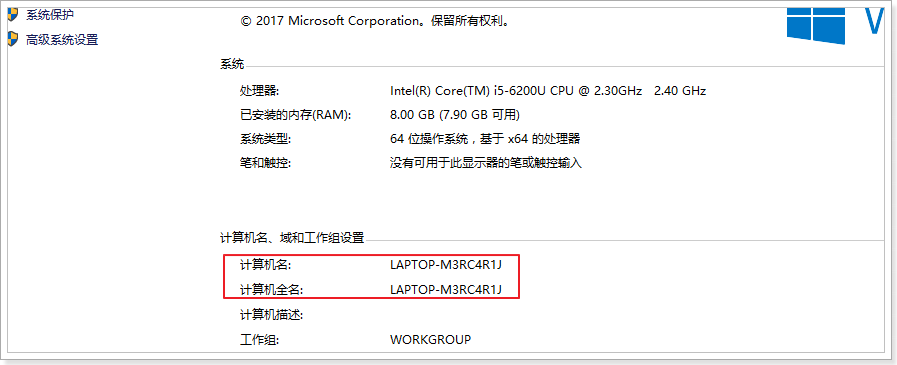 系统保护
© 2017 Microsoft Corporation。保留所有权利。
高级系统设置
系统
处理器: Intel(R) Core(TM) i5-6200U CPU @ 2.30GHz 2.40 GHz
已安装的内存(RAM): 8.00 GB (7.90 GB 可用)
系统类型: 64 位操作系统，基于 x64 的处理器
笔和触控: 没有可用于此显示器的笔或触控输入
计算机名、域和工作组设置
计算机名: LAPTOP-M3RC4R1J
计算机全名: LAPTOP-M3RC4R1J
计算机描述:
工作组: WORKGROUP